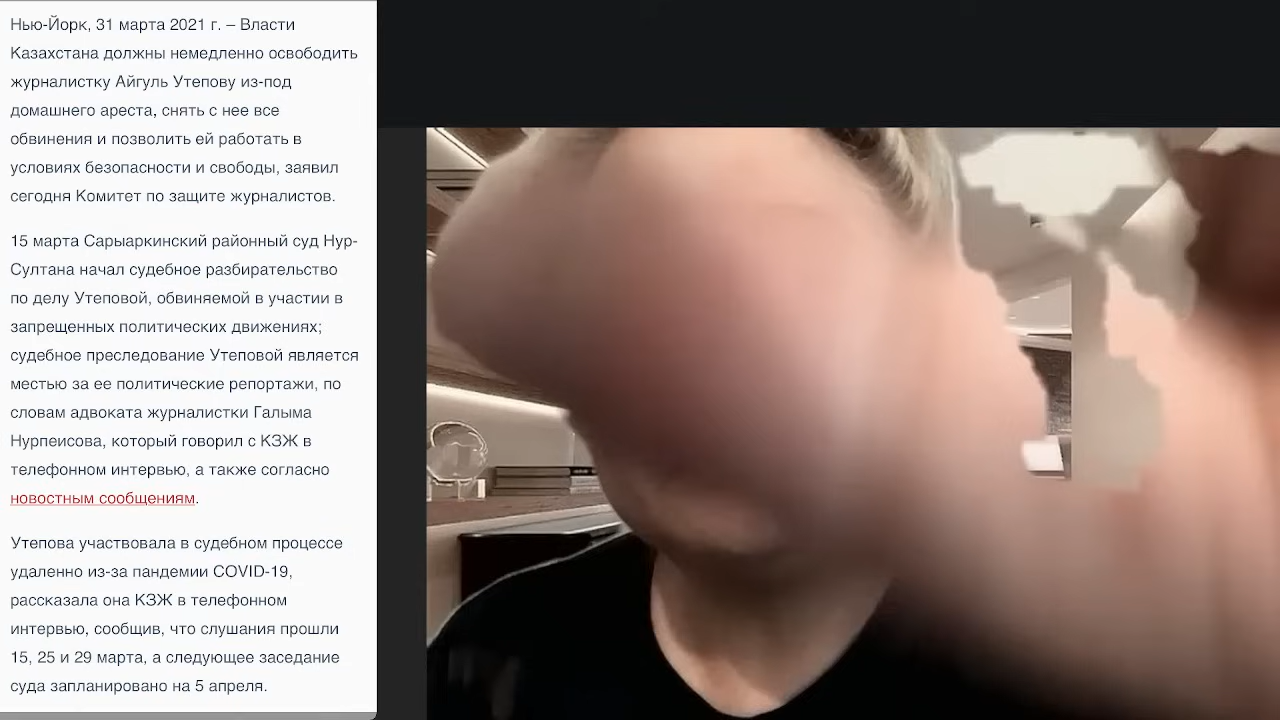 Нью-Йорк, 31 марта 2021 г. – Власти
Казахстана должны немедленно освободить
журналистку Айгуль Утепову из-под
домашнего ареста, снять с нее все
обвинения и позволить ей работать в
условиях безопасности и свободы, заявил
сегодня Комитет по защите журналистов.
15 марта Сарыаркинский районный суд Нур-
Султана начал судебное разбирательство
по делу Утеповой, обвиняемой в участии в
запрещенных политических движениях;
судебное преследование Утеповой является
местью за ее политические репортажи, по
словам адвоката журналистки Галыма
Нурпеисова, который говорил с КЗЖ в
телефонном интервью, а также согласно
новостным сообщениям.
Утепова участвовала в судебном процессе
удаленно из-за пандемии COVID-19,
рассказала она КЗЖ в телефонном
интервью, сообщив, что слушания прошли
15, 25 и 29 марта, а следующее заседание
суда запланировано на 5 апреля.